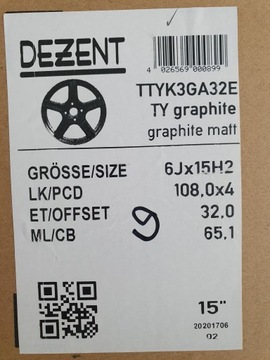 DEZENT
4 026569 000899
TTYK3GA32E
TY graphite
graphite matt
GRÖSSE/SIZE 6Jx15H2
LK/PCD 108,0x4
ET/OFFSET 32,0
ML/CB 65,1
9
15"
20201706
02